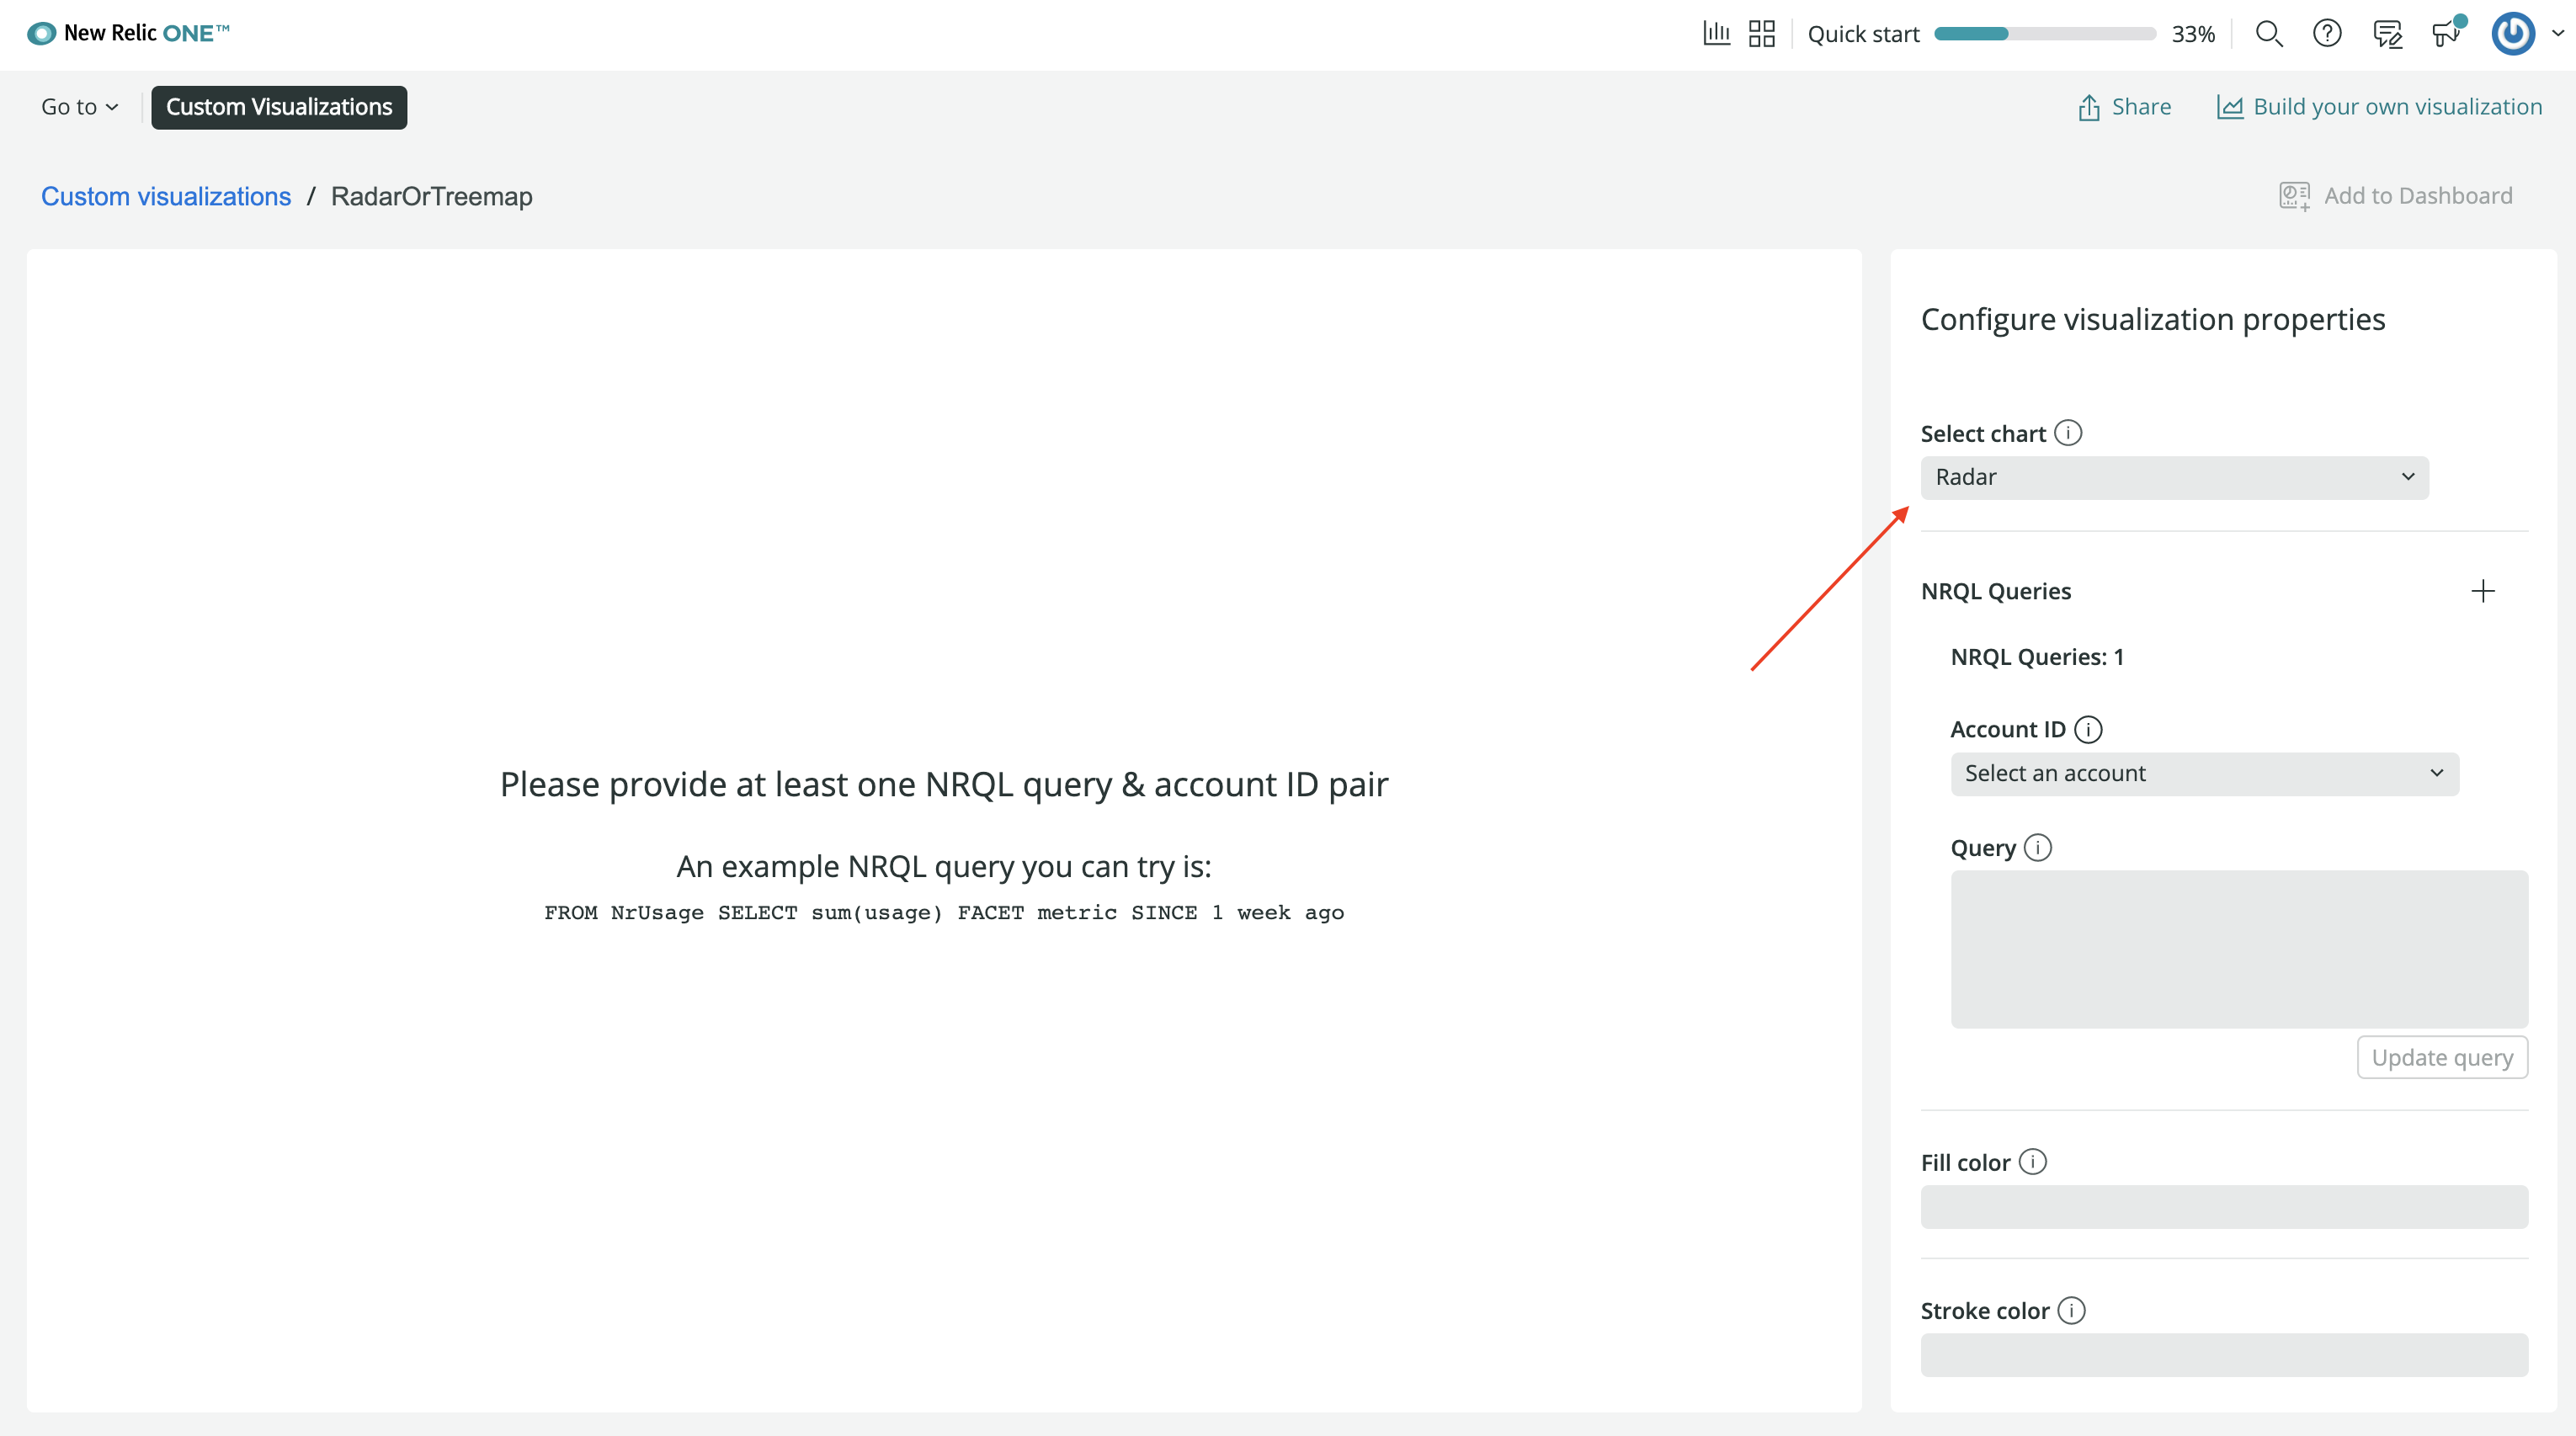 New Relic ONE™
Quick start 33%
Go to Custom Visualizations
Share Build your own visualization
Custom visualizations / RadarOrTreemap
Add to Dashboard
Configure visualization properties
Select chart
Radar
NRQL Queries
NRQL Queries: 1
Account ID
Select an account
Query
Update query
Fill color
Stroke color
Please provide at least one NRQL query & account ID pair
An example NRQL query you can try is:
FROM NrUsage SELECT sum(usage) FACET metric SINCE 1 week ago